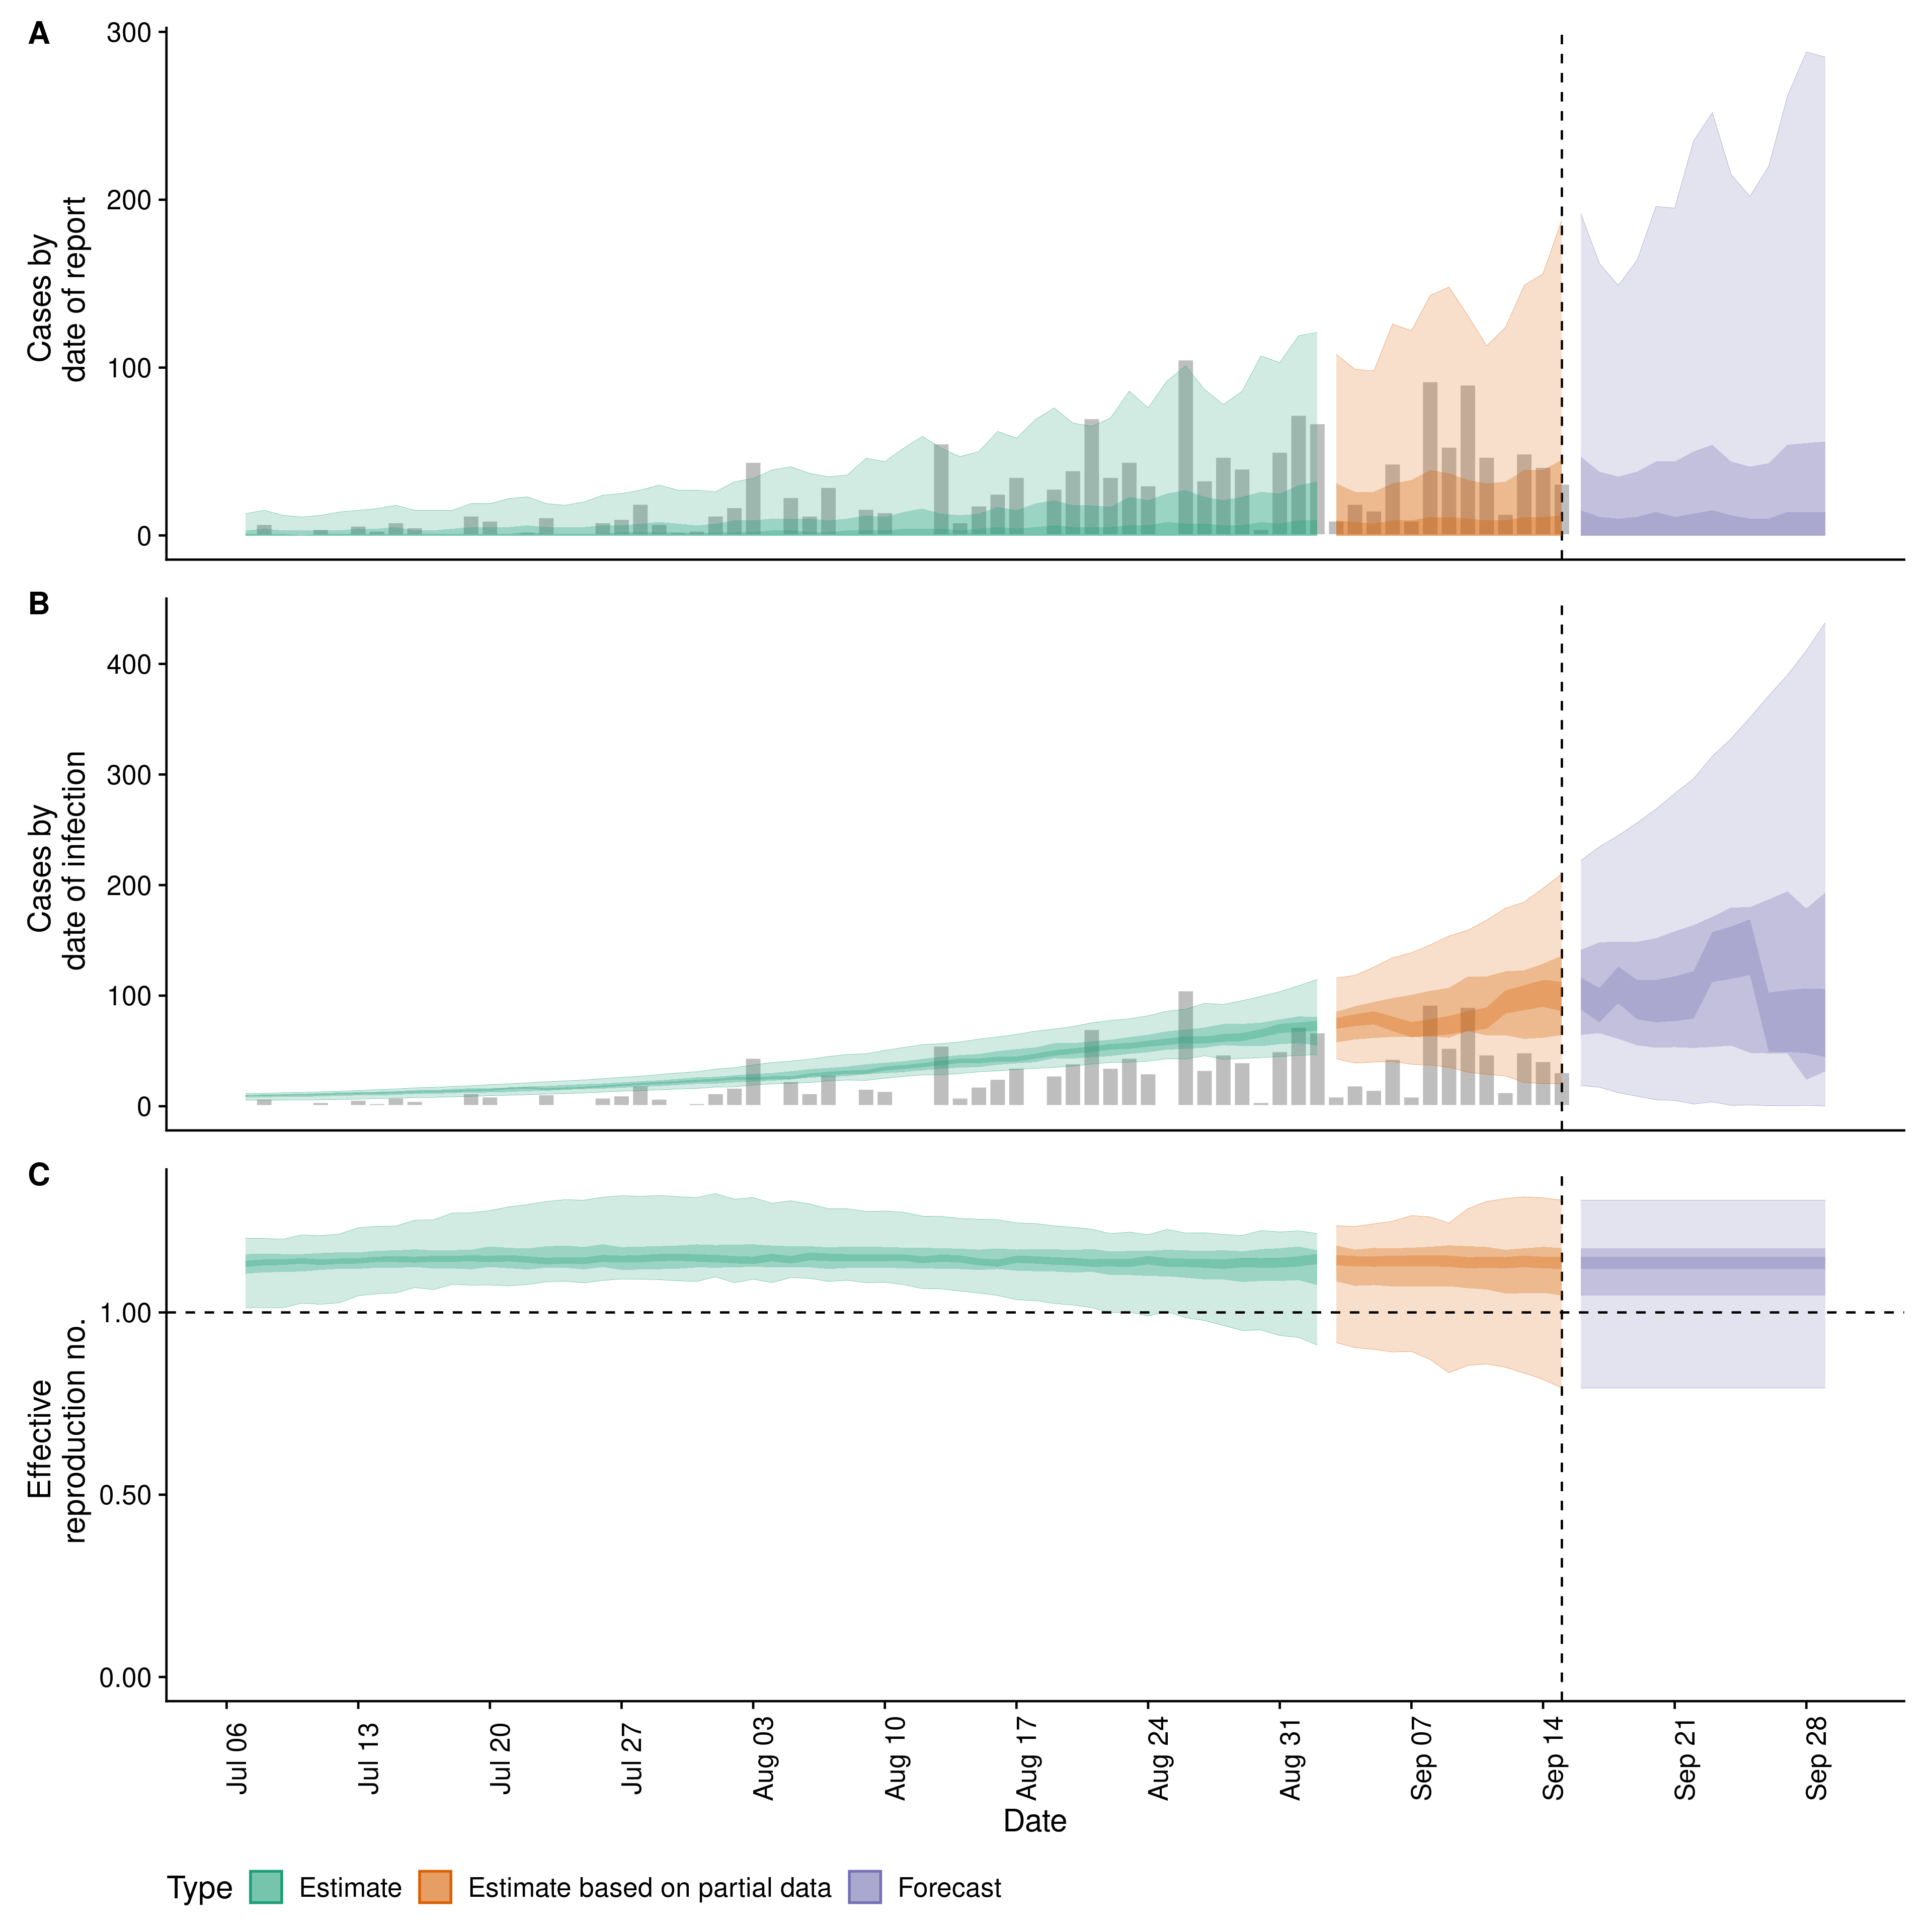 A
300
200
100
0
Cases by
date of report
B
400
300
200
100
0
Cases by
date of infection
C
1.00
0.50
0.00
Effective
reproduction no.
Jul 06
Jul 13
Jul 20
Jul 27
Aug 03
Aug 10
Aug 17
Aug 24
Aug 31
Sep 07
Sep 14
Sep 21
Sep 28
Date
Type Estimate Estimate based on partial data Forecast